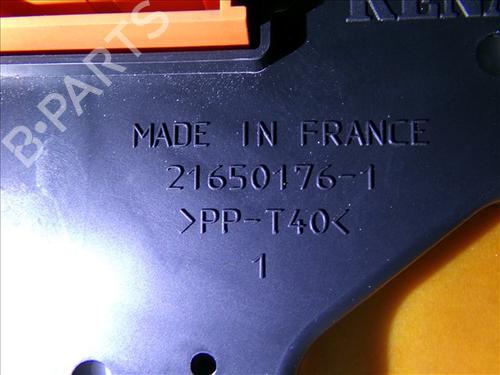 B-PARTS
MADE IN FRANCE
21650176-1
>PP-T40<
1